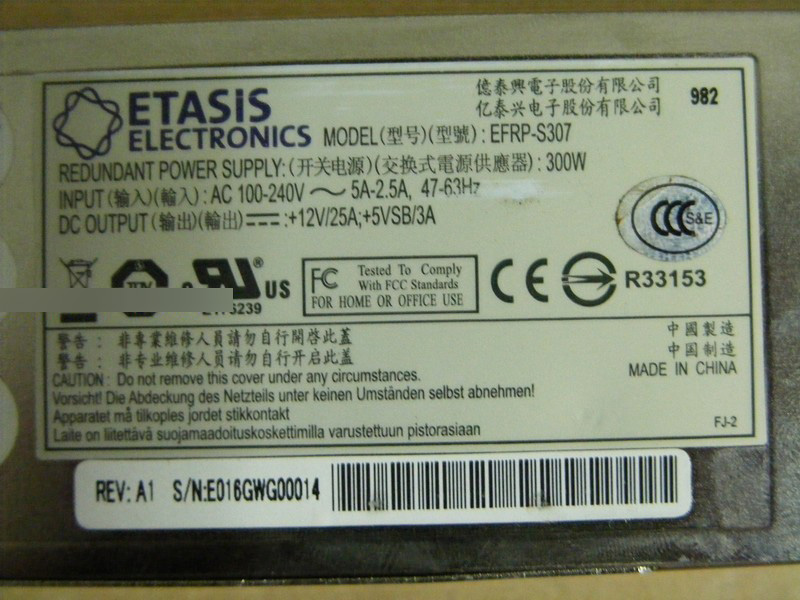 ETASIS
ELECTRONICS
億泰興電子股份有限公司
亿泰兴电子股份有限公司
982
MODEL(型号)(型號) : EFRP-S307
REDUNDANT POWER SUPPLY: (开关电源) (交换式電源供應器) : 300W
INPUT (输入)(輸入) : AC 100-240V ～ 5A-2.5A, 47-63Hz
DC OUTPUT (输出)(輸出) ⎓ :+12V/25A;+5VSB/3A
CCC S&E
UL ® US
FC Tested To Comply
With FCC Standards
FOR HOME OR OFFICE USE
CE
R33153
警告 : 非專業維修人員請勿自行開啓此蓋
警告 : 非专业维修人员请勿自行开启此蓋
CAUTION : Do not remove this cover under any circumstances.
Vorsicht! Die Abdeckung des Netzteils unter keinen Umständen selbst abnehmen!
Apparatet må tilkoples jordet stikkontakt
Laite on liitettävä suojamaadoituskoskettimilla varustettuun pistorasiaan
中國製造
中国制造
MADE IN CHINA
FJ-2
REV: A1 S/N:E016GWG00014